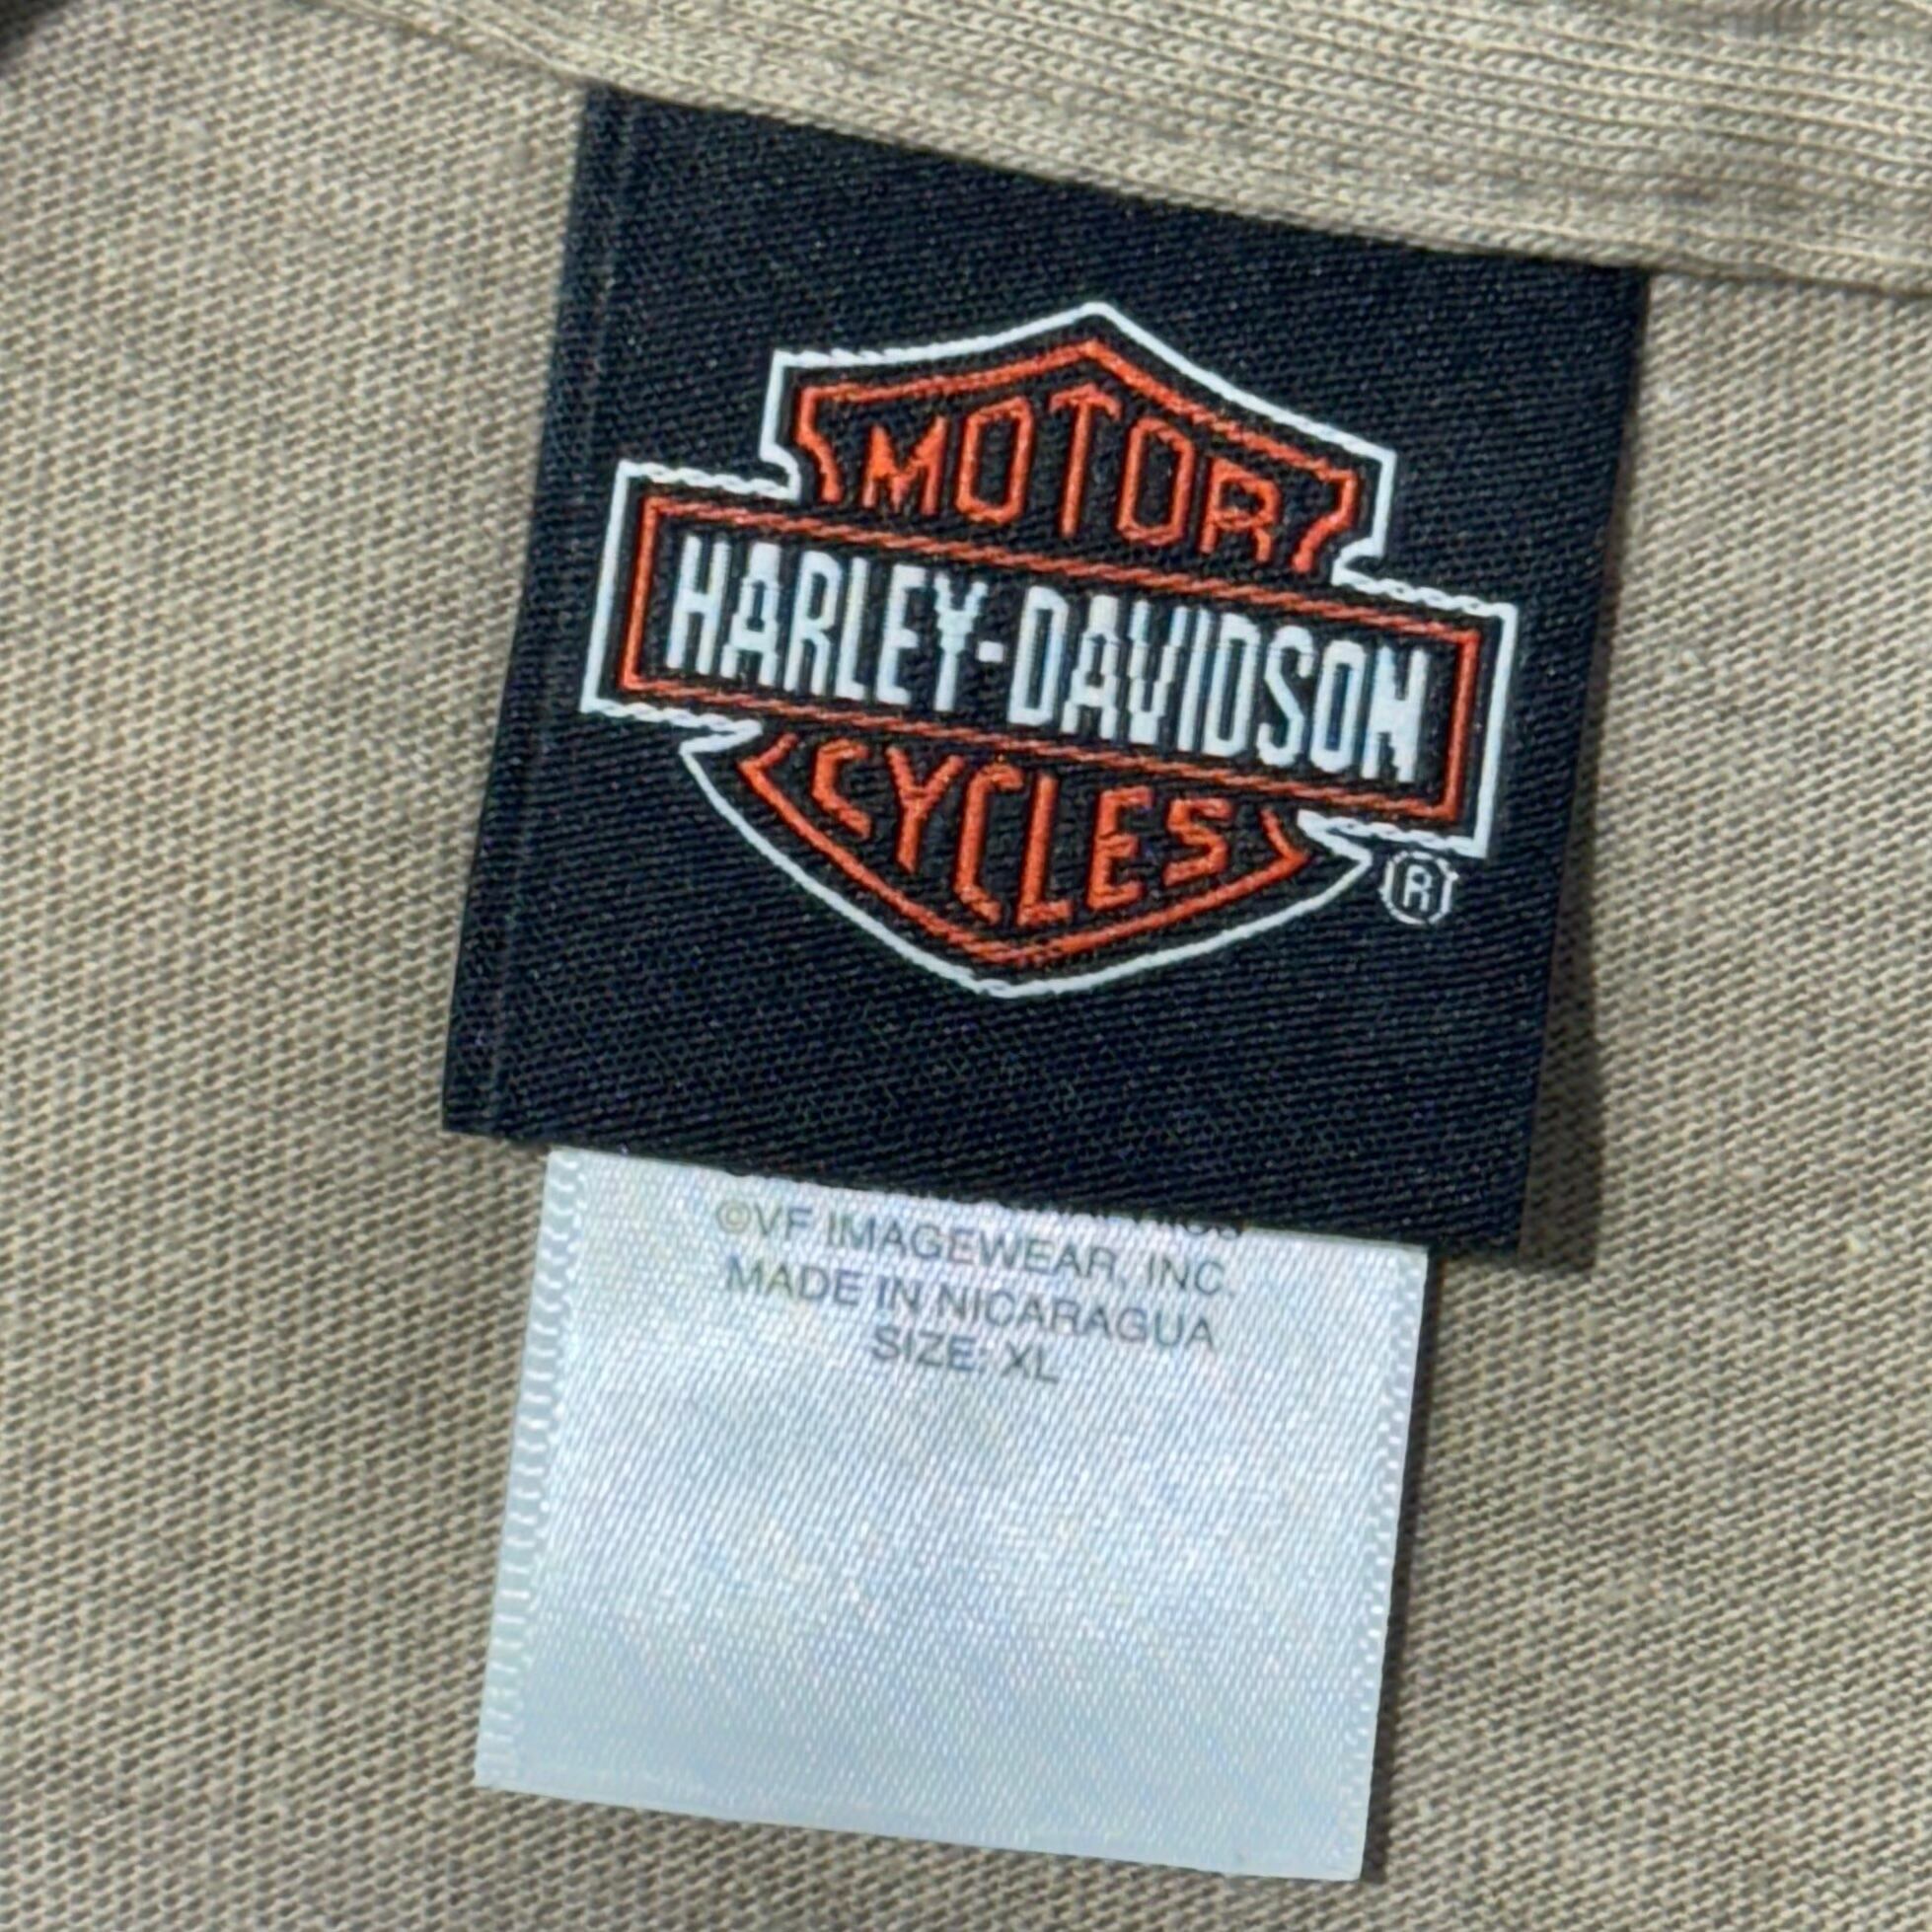 MOTOR
HARLEY-DAVIDSON
CYCLES
®
©VF IMAGEWEAR, INC.
MADE IN NICARAGUA
SIZE: XL